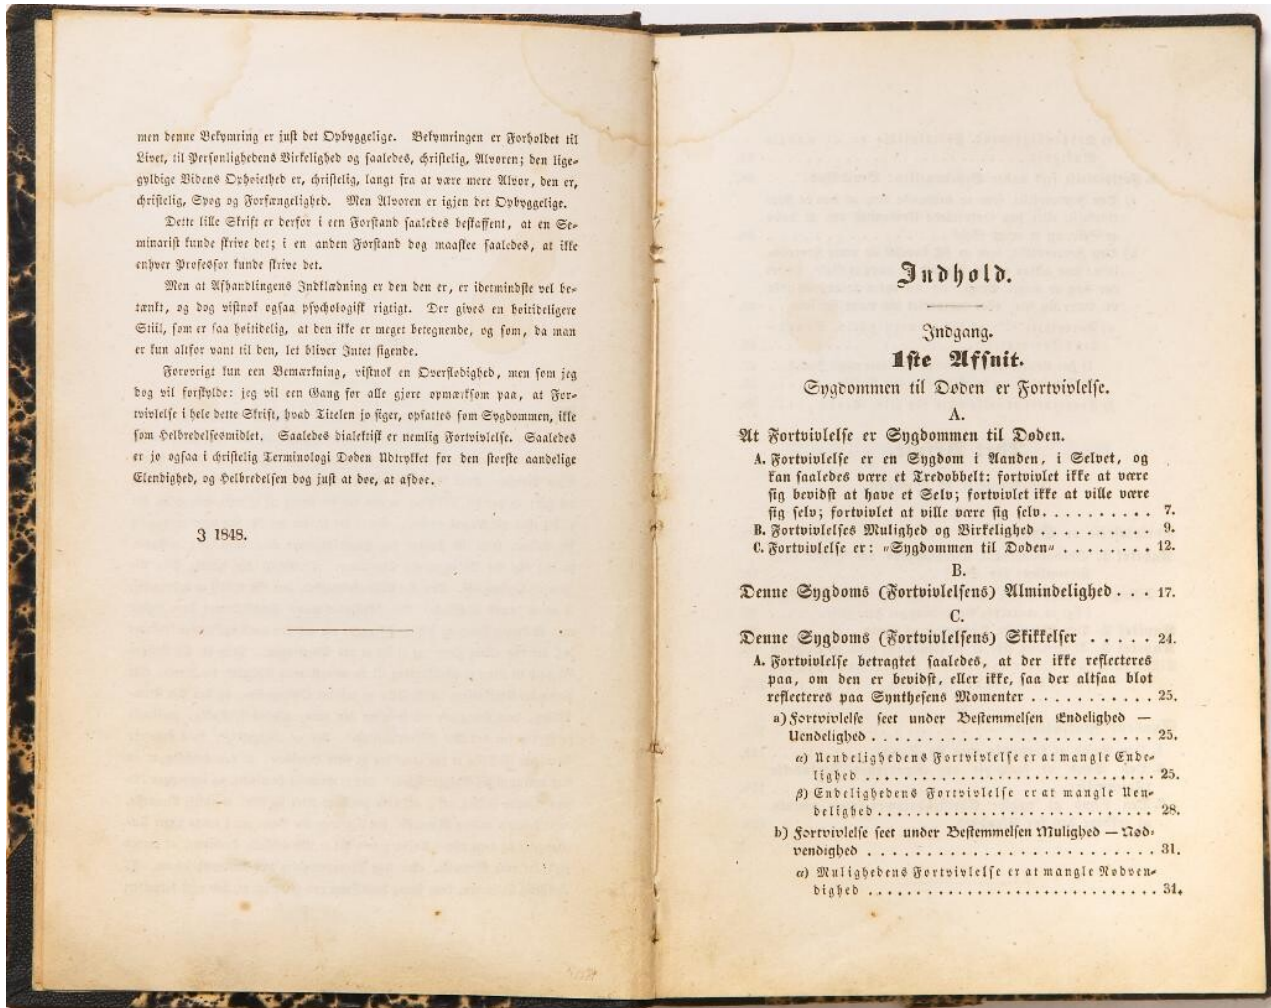 men denne Bekymring er just det Opbyggelige. Bekymringen er Forholdet til
Livet, til Personlighedens Virkelighed og saaledes, christelig, Alvoren; den lige-
gyldige Videns Ophøiethed er, christelig, langt fra at være mere Alvor, den er,
christelig, Spøg og Forfængelighed. Men Alvoren er igjen det Opbyggelige.
Dette lille Skrift er derfor i een Forstand saaledes beskaffent, at en Se-
minarist kunde skrive det; i en anden Forstand dog maaskee saaledes, at ikke
enhver Professor kunde skrive det.
Men at Afhandlingens Indklædning er den den er, er idetmindste vel be-
tænkt, og dog vistnok ogsaa psychologisk rigtigt. Der gives en høitideligere
Stiil, som er saa høitidelig, at den ikke er meget betegnende, og som, da man
er kun altfor vant til den, let bliver Intet sigende.
Forøvrigt kun een Bemærkning, vistnok en Overflødighed, men som jeg
dog vil forskylde: jeg vil een Gang for alle gjøre opmærksom paa, at For-
tvivlelse i hele dette Skrift, hvad Titelen jo siger, opfattes som Sygdommen, ikke
som Helbredelsesmidlet. Saaledes dialektisk er nemlig Fortvivlelse. Saaledes
er jo ogsaa i christelig Terminologi Døden Udtrykket for den største aandelige
Elendighed, og Helbredelsen dog just at døe, at afdøe.
I 1848.
Indhold.
Indgang.
1ste Afsnit.
Sygdommen til Døden er Fortvivlelse.
A.
At Fortvivlelse er Sygdommen til Døden.
A. Fortvivlelse er en Sygdom i Aanden, i Selvet, og
kan saaledes være et Tredobbelt: fortvivlet ikke at være
sig bevidst at have et Selv; fortvivlet ikke at ville være
sig selv; fortvivlet at ville være sig selv. . . . . . . . . . 7.
B. Fortvivlelses Mulighed og Virkelighed . . . . . . . . . . 9.
C. Fortvivlelse er: »Sygdommen til Døden« . . . . . . . . 12.
B.
Denne Sygdoms (Fortvivlelsens) Almindelighed . . . 17.
C.
Denne Sygdoms (Fortvivlelsens) Skikkelser . . . . . 24.
A. Fortvivlelse betragtet saaledes, at der ikke reflecteres
paa, om den er bevidst, eller ikke, saa der altsaa blot
reflecteres paa Synthesens Momenter . . . . . . . . . . . 25.
a) Fortvivlelse seet under Bestemmelsen Endelighed —
Uendelighed . . . . . . . . . . . . . . . . . . . . . . . . . 25.
α) Uendelighedens Fortvivlelse er at mangle Ende-
lighed . . . . . . . . . . . . . . . . . . . . . . . . . . . . . 25.
β) Endelighedens Fortvivlelse er at mangle Uen-
delighed . . . . . . . . . . . . . . . . . . . . . . . . . . . 28.
b) Fortvivlelse seet under Bestemmelsen Mulighed — Nød-
vendighed . . . . . . . . . . . . . . . . . . . . . . . . . 31.
α) Mulighedens Fortvivlelse er at mangle Nødven-
dighed . . . . . . . . . . . . . . . . . . . . . . . . . . . . 31.